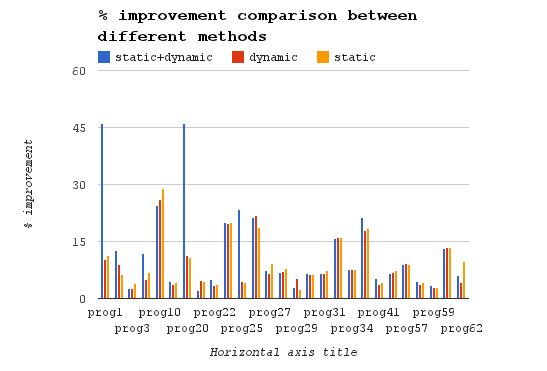 % improvement comparison between
different methods
static+dynamic dynamic static
60
45
30
15
0
% improvement
prog1 prog10 prog22 prog27 prog31 prog41 prog59
prog3 prog20 prog25 prog29 prog34 prog57 prog62
Horizontal axis title